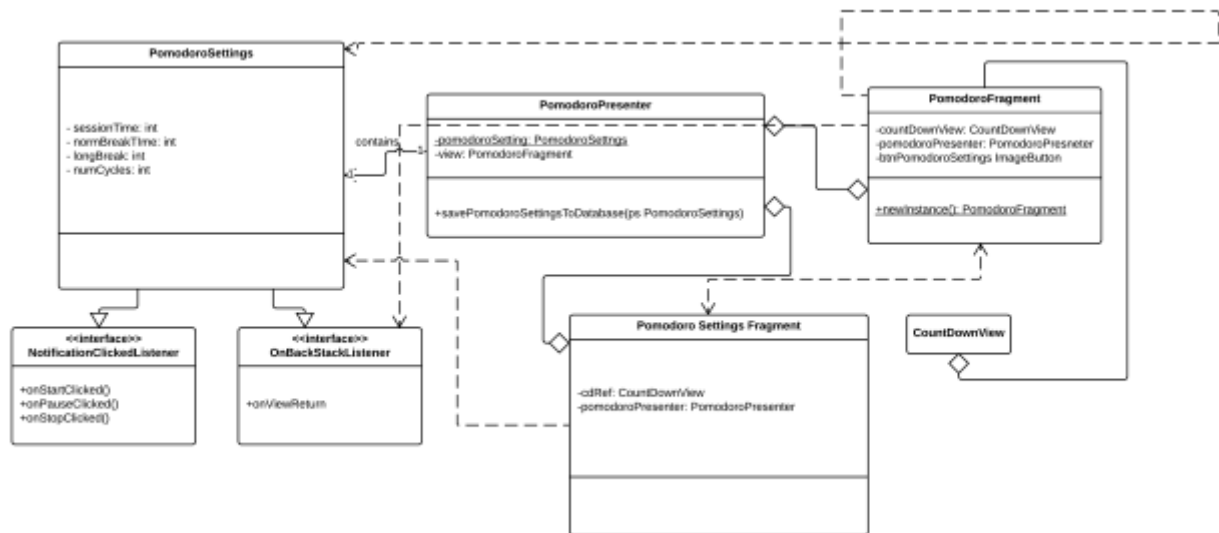 PomodoroSettings
- sessionTime: int
- normBreakTIme: int
- longBreak: int
- numCycles: int
contains
1
1
PomodoroPresenter
-pomodoroSetting: PomodoroSettngs
-view: PomodoroFragment
+savePomodoroSettingsToDatabase(ps PomodoroSettings)
PomodoroFragment
-countDownView: CountDownView
-pomodoroPresenter: PomodoroPresneter
-btnPomodoroSettings ImageButton
+newInstance(): PomodoroFragment
<<interface>>
NotificationClickedListener
+onStartClicked()
+onPauseClicked()
+onStopClicked()
<<interface>>
OnBackStackListener
+onViewReturn
Pomodoro Settings Fragment
-cdRef: CountDownView
-pomodoroPresenter: PomodoroPresenter
CountDownView